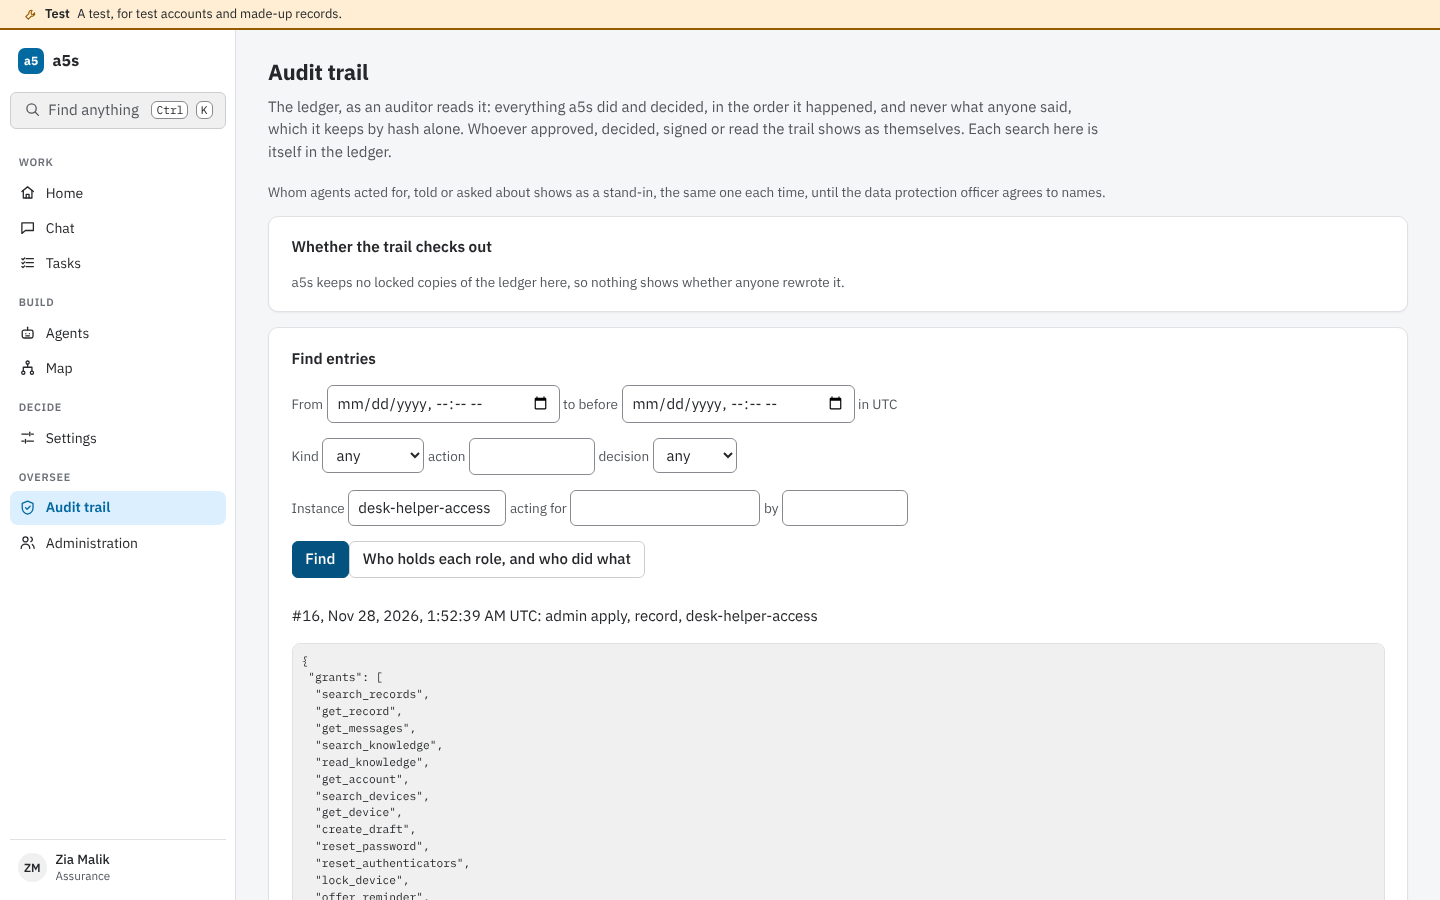 Test A test, for test accounts and made-up records.
a5 a5s
Find anything Ctrl K
WORK
Home
Chat
Tasks
BUILD
Agents
Map
DECIDE
Settings
OVERSEE
Audit trail
Administration
ZM Zia Malik
Assurance
Audit trail
The ledger, as an auditor reads it: everything a5s did and decided, in the order it happened, and never what anyone said,
which it keeps by hash alone. Whoever approved, decided, signed or read the trail shows as themselves. Each search here is
itself in the ledger.
Whom agents acted for, told or asked about shows as a stand-in, the same one each time, until the data protection officer agrees to names.
Whether the trail checks out
a5s keeps no locked copies of the ledger here, so nothing shows whether anyone rewrote it.
Find entries
From mm/dd/yyyy, --:-- -- to before mm/dd/yyyy, --:-- -- in UTC
Kind any action decision any
Instance desk-helper-access acting for by
Find Who holds each role, and who did what
#16, Nov 28, 2026, 1:52:39 AM UTC: admin apply, record, desk-helper-access
{
"grants": [
"search_records",
"get_record",
"get_messages",
"search_knowledge",
"read_knowledge",
"get_account",
"search_devices",
"get_device",
"create_draft",
"reset_password",
"reset_authenticators",
"lock_device",
"offer_reminder",